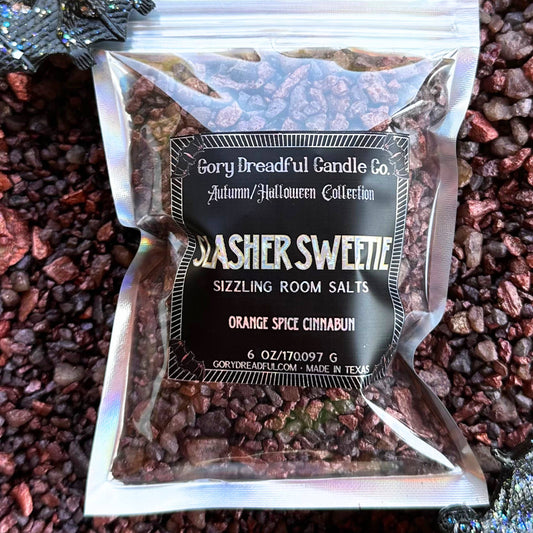 Gory Dreadful Candle Co.
Autumn/Halloween Collection
SLASHER SWEETIE
SIZZLING ROOM SALTS
ORANGE SPICE CINNABUN
6 OZ/170.097 G
GORYDREADFUL.COM · MADE IN TEXAS